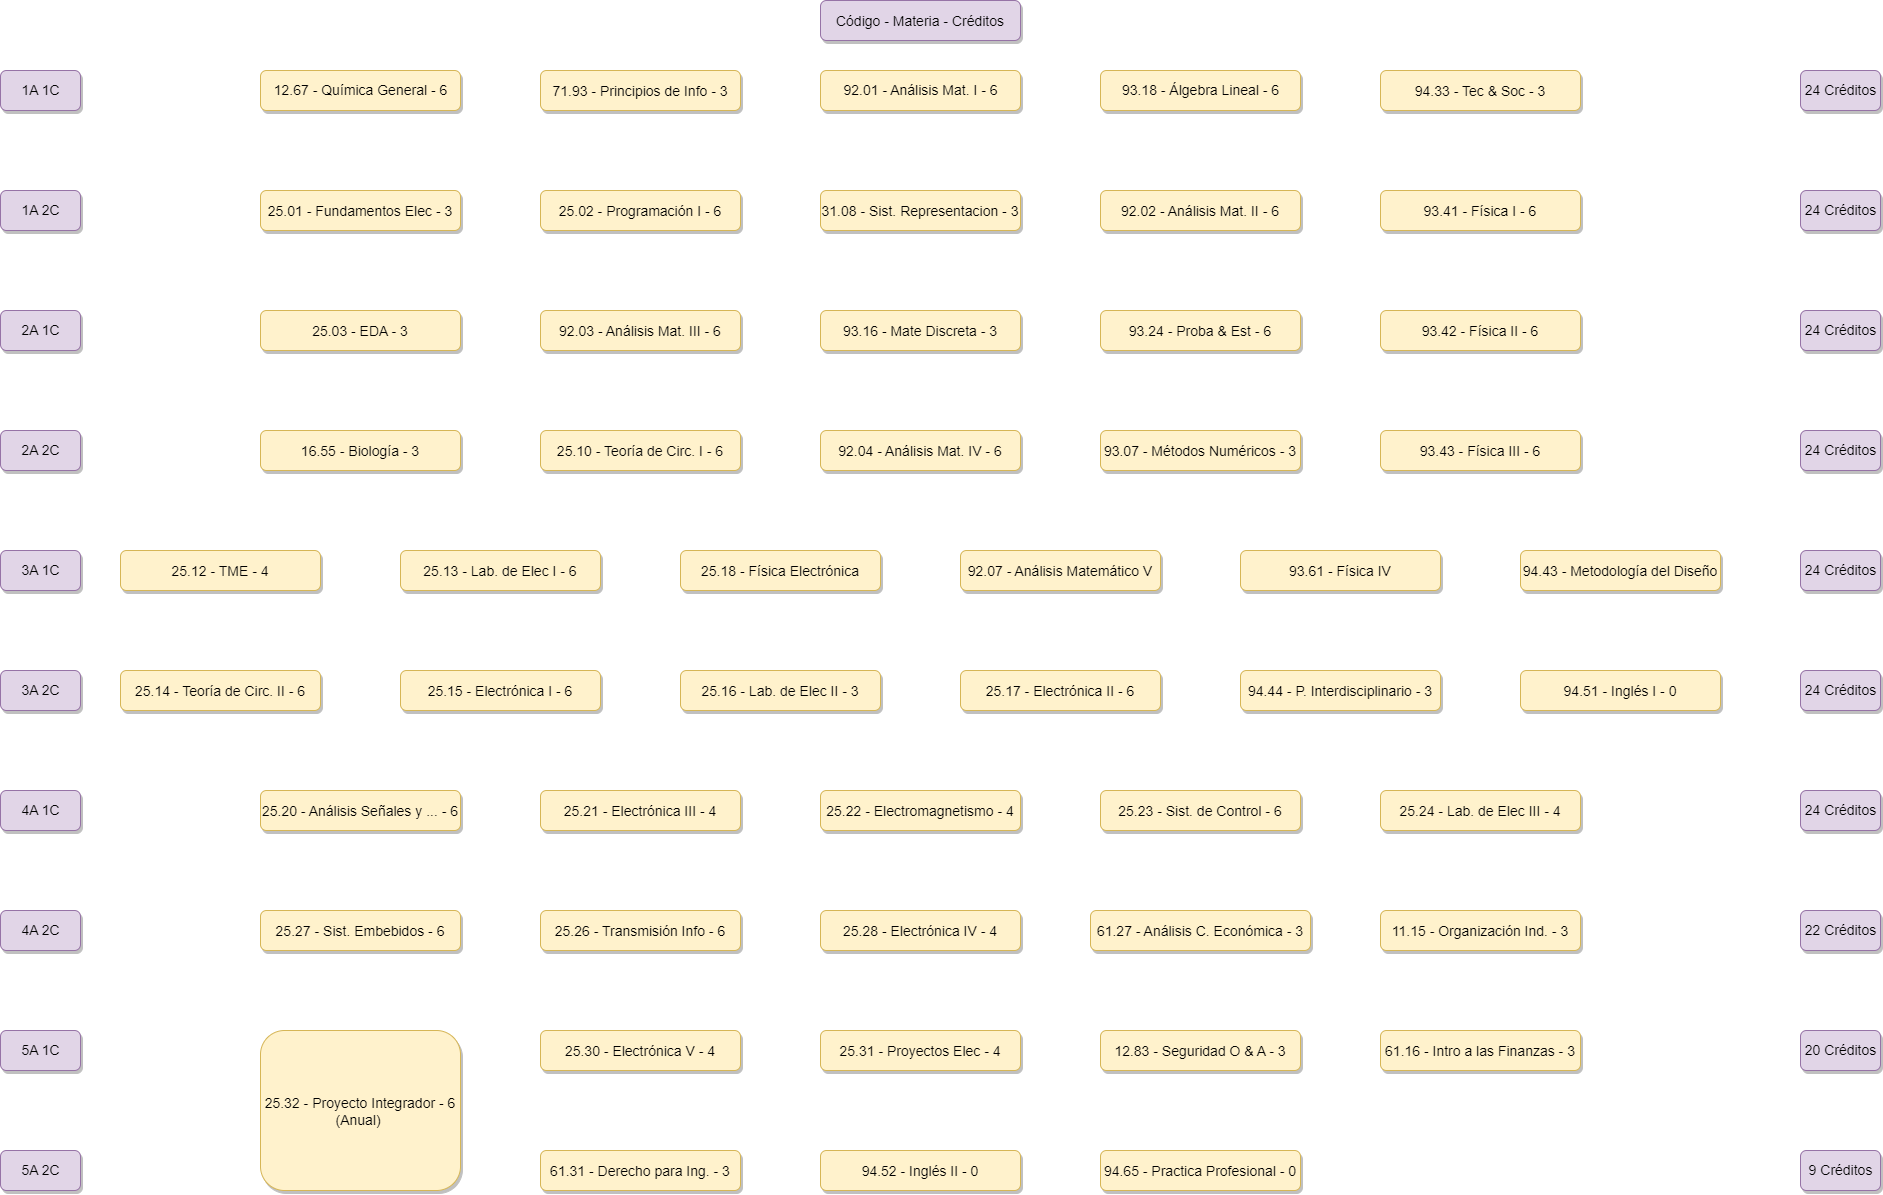 Código - Materia - Créditos
1A 1C
12.67 - Química General - 6
71.93 - Principios de Info - 3
92.01 - Análisis Mat. I - 6
93.18 - Álgebra Lineal - 6
94.33 - Tec & Soc - 3
24 Créditos
1A 2C
25.01 - Fundamentos Elec - 3
25.02 - Programación I - 6
31.08 - Sist. Representacion - 3
92.02 - Análisis Mat. II - 6
93.41 - Física I - 6
24 Créditos
2A 1C
25.03 - EDA - 3
92.03 - Análisis Mat. III - 6
93.16 - Mate Discreta - 3
93.24 - Proba & Est - 6
93.42 - Física II - 6
24 Créditos
2A 2C
16.55 - Biología - 3
25.10 - Teoría de Circ. I - 6
92.04 - Análisis Mat. IV - 6
93.07 - Métodos Numéricos - 3
93.43 - Física III - 6
24 Créditos
3A 1C
25.12 - TME - 4
25.13 - Lab. de Elec I - 6
25.18 - Física Electrónica
92.07 - Análisis Matemático V
93.61 - Física IV
94.43 - Metodología del Diseño
24 Créditos
3A 2C
25.14 - Teoría de Circ. II - 6
25.15 - Electrónica I - 6
25.16 - Lab. de Elec II - 3
25.17 - Electrónica II - 6
94.44 - P. Interdisciplinario - 3
94.51 - Inglés I - 0
24 Créditos
4A 1C
25.20 - Análisis Señales y ... - 6
25.21 - Electrónica III - 4
25.22 - Electromagnetismo - 4
25.23 - Sist. de Control - 6
25.24 - Lab. de Elec III - 4
24 Créditos
4A 2C
25.27 - Sist. Embebidos - 6
25.26 - Transmisión Info - 6
25.28 - Electrónica IV - 4
61.27 - Análisis C. Económica - 3
11.15 - Organización Ind. - 3
22 Créditos
5A 1C
25.32 - Proyecto Integrador - 6
(Anual)
25.30 - Electrónica V - 4
25.31 - Proyectos Elec - 4
12.83 - Seguridad O & A - 3
61.16 - Intro a las Finanzas - 3
20 Créditos
5A 2C
61.31 - Derecho para Ing. - 3
94.52 - Inglés II - 0
94.65 - Practica Profesional - 0
9 Créditos